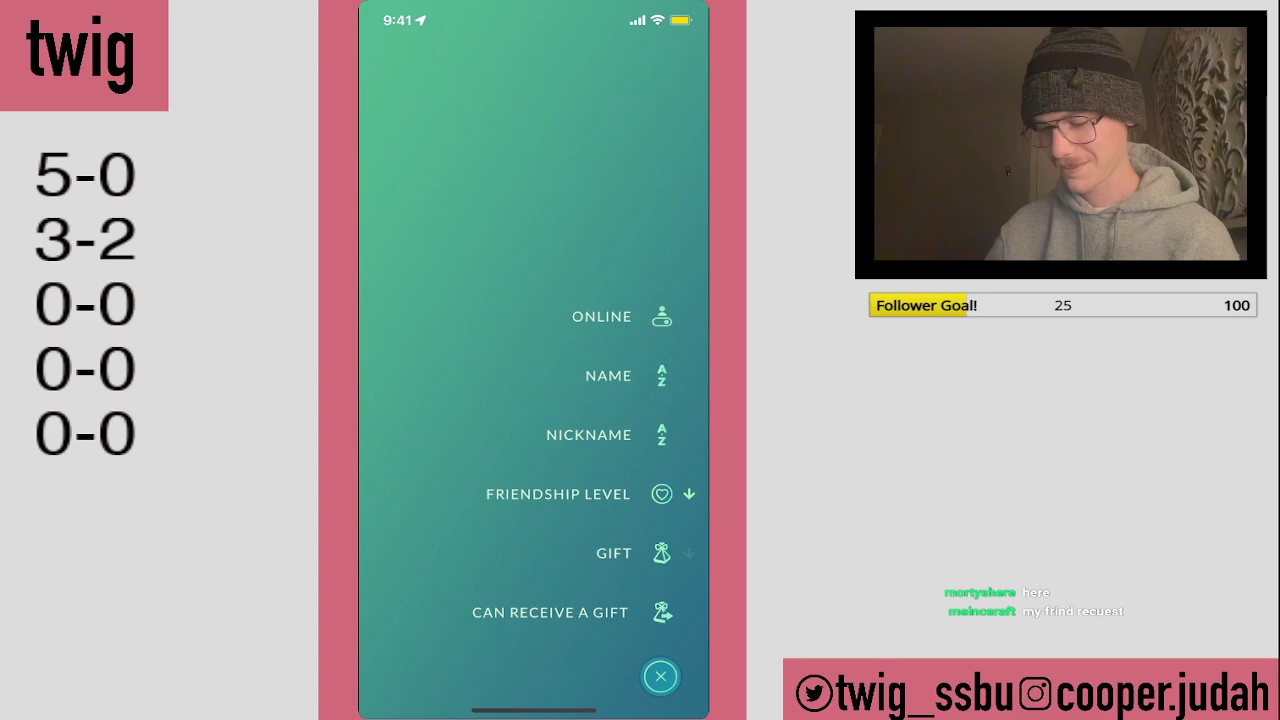 twig
5-0
3-2
0-0
0-0
0-0
9:41
ONLINE
NAME
A
Z
NICKNAME
A
Z
FRIENDSHIP LEVEL
GIFT
CAN RECEIVE A GIFT
Follower Goal! 25 100
mortyshere here
meincraft my frind recuest
twig_ssbu cooper.judah